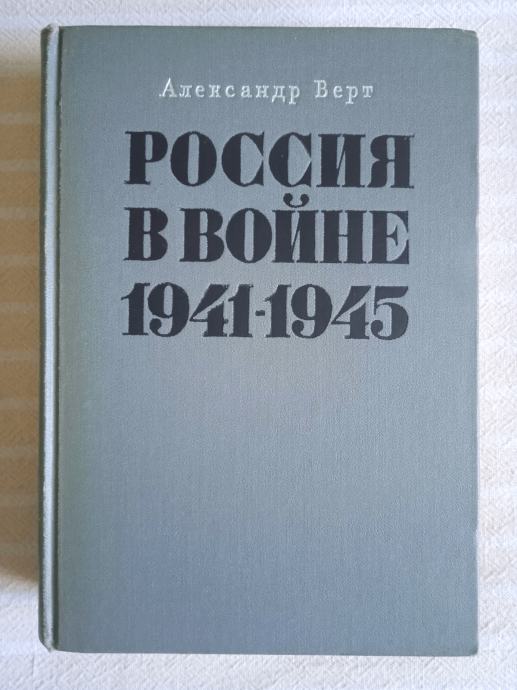 Александр Верт
РОССИЯ
В ВОЙНЕ
1941-1945